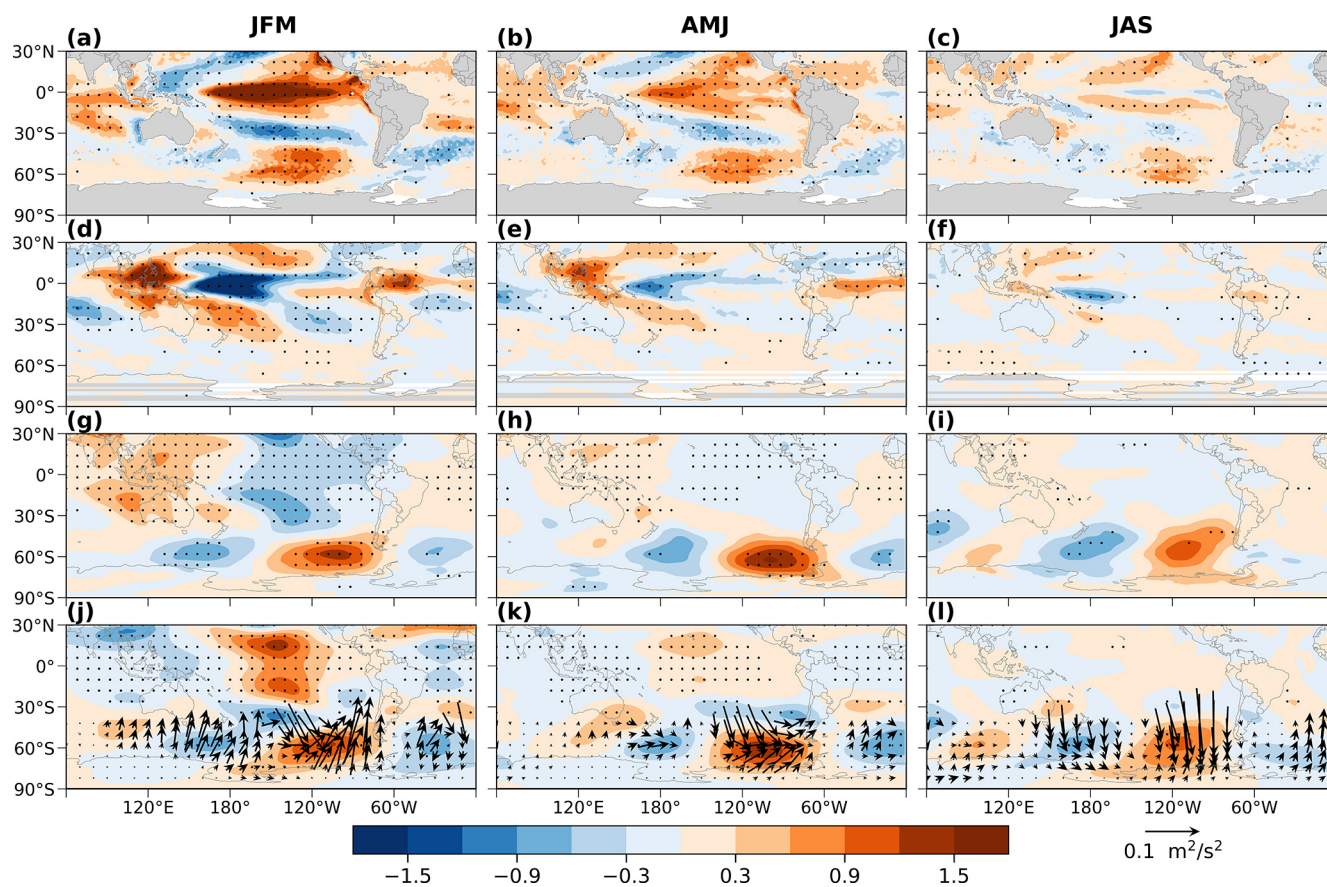 JFM AMJ JAS
(a) (b) (c)
30°N
0°
30°S
60°S
90°S
(d) (e) (f)
30°N
0°
30°S
60°S
90°S
(g) (h) (i)
30°N
0°
30°S
60°S
90°S
(j) (k) (l)
30°N
0°
30°S
60°S
90°S
120°E 180° 120°W 60°W 120°E 180° 120°W 60°W 120°E 180° 120°W 60°W
0.1 m²/s²
−1.5 −0.9 −0.3 0.3 0.9 1.5